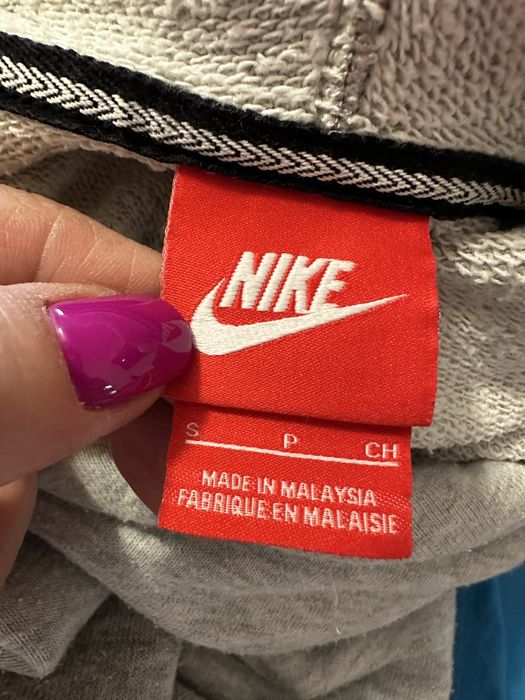 NIKE
S P CH
MADE IN MALAYSIA
FABRIQUE EN MALAISIE